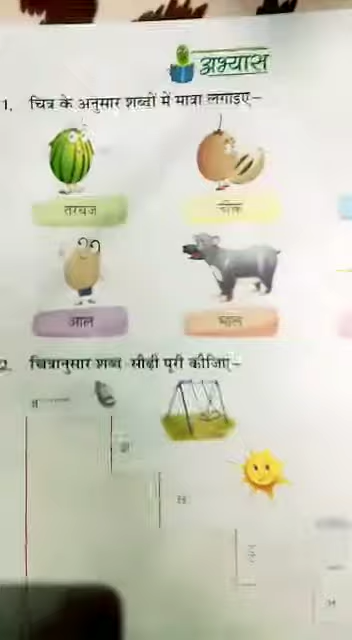 अभ्यास
1. चित्र के अनुसार शब्दों में मात्रा लगाइए–
तरबज
चीक
आल
भाल
2. चित्रानुसार शब्द सीढ़ी पूरी कीजिए–